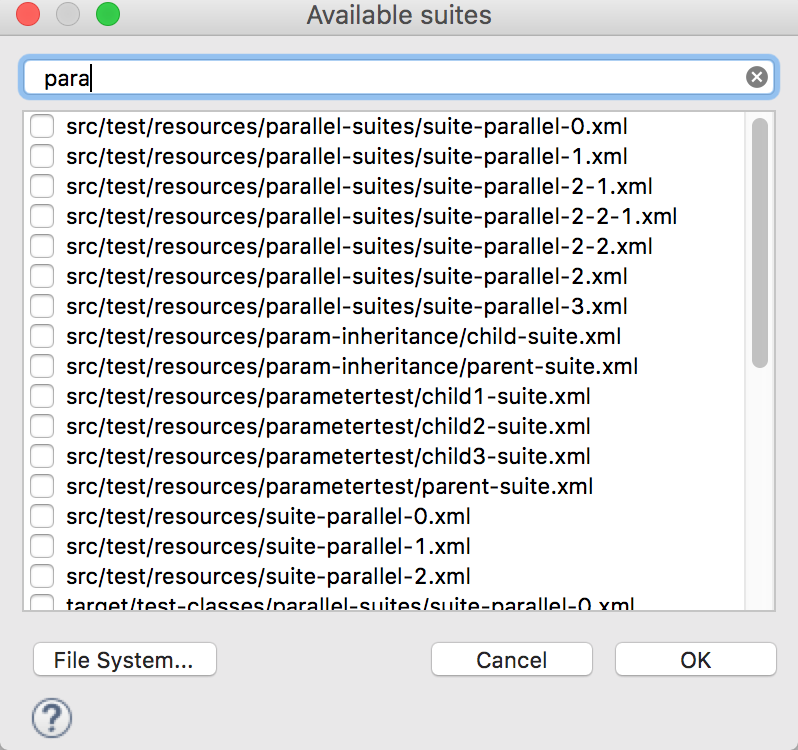 Available suites
para
src/test/resources/parallel-suites/suite-parallel-0.xml
src/test/resources/parallel-suites/suite-parallel-1.xml
src/test/resources/parallel-suites/suite-parallel-2-1.xml
src/test/resources/parallel-suites/suite-parallel-2-2-1.xml
src/test/resources/parallel-suites/suite-parallel-2-2.xml
src/test/resources/parallel-suites/suite-parallel-2.xml
src/test/resources/parallel-suites/suite-parallel-3.xml
src/test/resources/param-inheritance/child-suite.xml
src/test/resources/param-inheritance/parent-suite.xml
src/test/resources/parametertest/child1-suite.xml
src/test/resources/parametertest/child2-suite.xml
src/test/resources/parametertest/child3-suite.xml
src/test/resources/parametertest/parent-suite.xml
src/test/resources/suite-parallel-0.xml
src/test/resources/suite-parallel-1.xml
src/test/resources/suite-parallel-2.xml
target/test-classes/parallel-suites/suite-parallel-0.xml
File System... Cancel OK
?